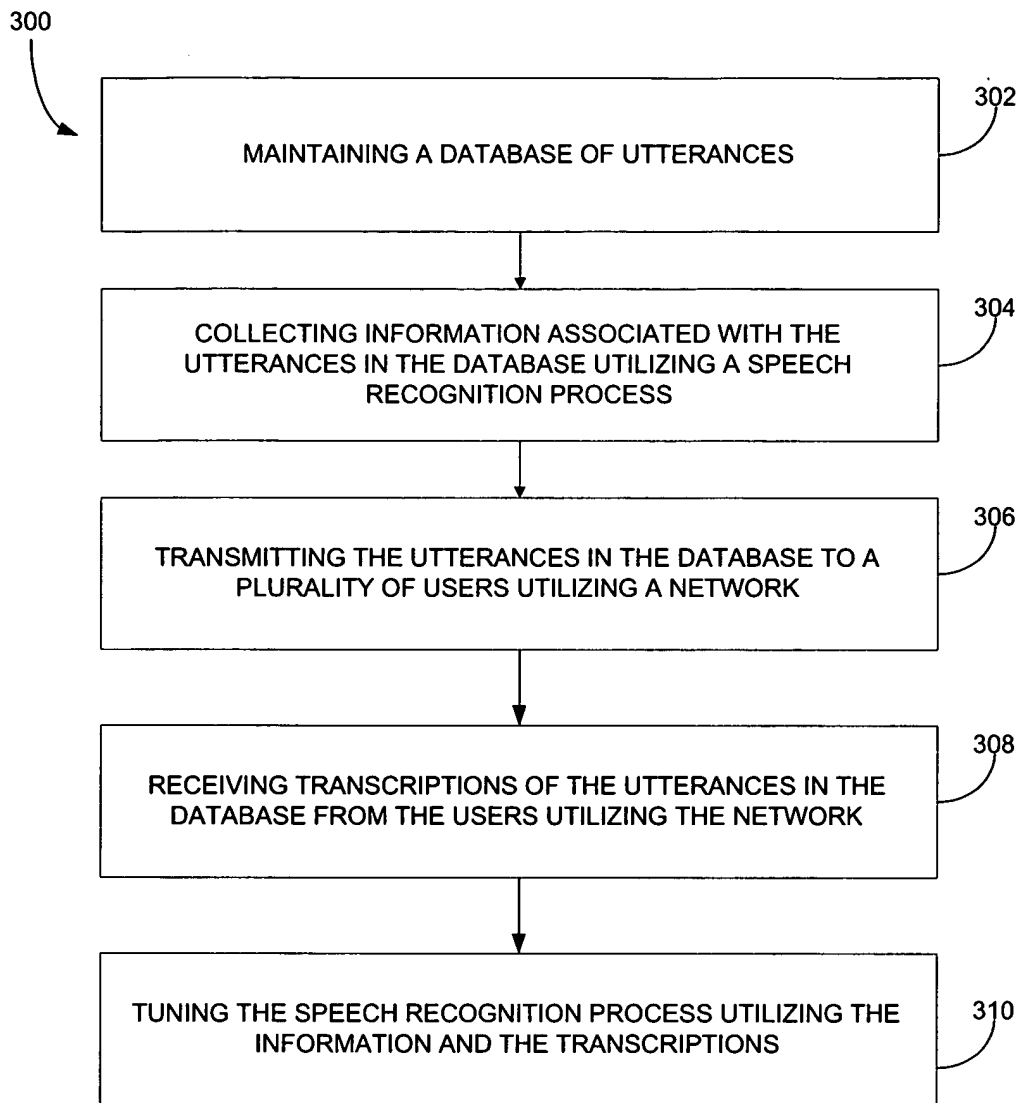 300
302
MAINTAINING A DATABASE OF UTTERANCES
304
COLLECTING INFORMATION ASSOCIATED WITH THE
UTTERANCES IN THE DATABASE UTILIZING A SPEECH
RECOGNITION PROCESS
306
TRANSMITTING THE UTTERANCES IN THE DATABASE TO A
PLURALITY OF USERS UTILIZING A NETWORK
308
RECEIVING TRANSCRIPTIONS OF THE UTTERANCES IN THE
DATABASE FROM THE USERS UTILIZING THE NETWORK
310
TUNING THE SPEECH RECOGNITION PROCESS UTILIZING THE
INFORMATION AND THE TRANSCRIPTIONS